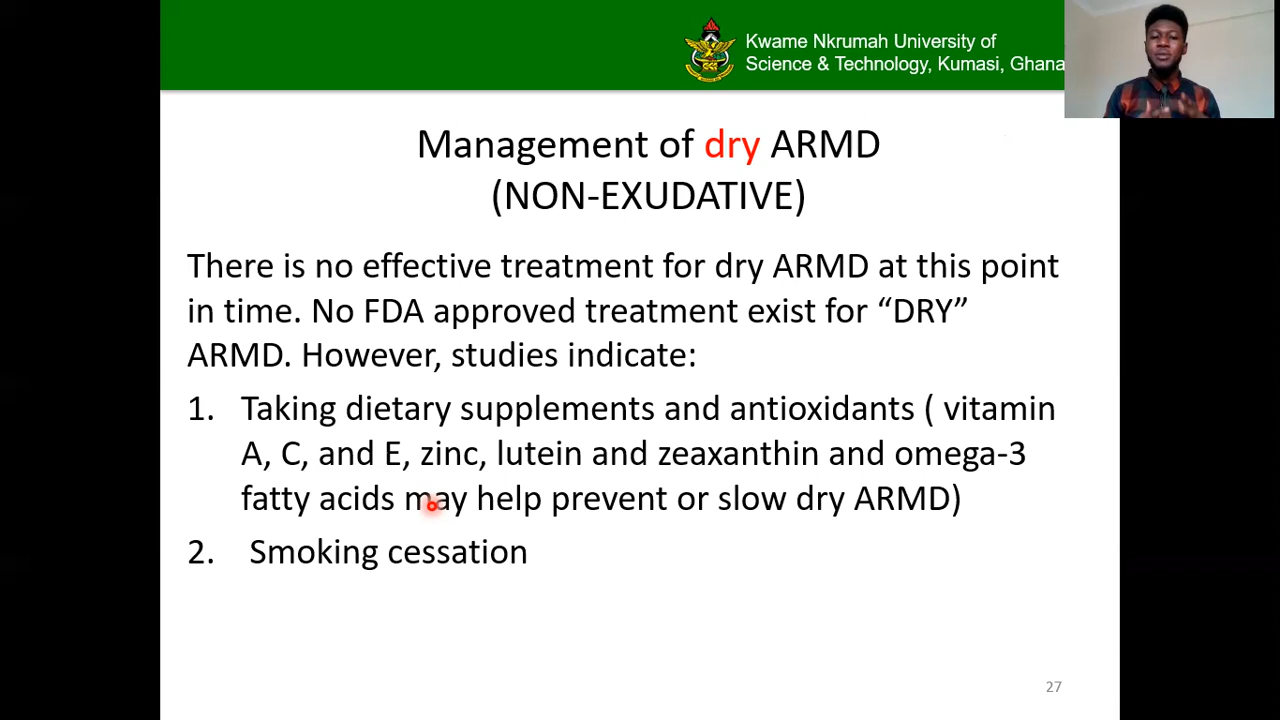 Kwame Nkrumah University of
Science & Technology, Kumasi, Ghana
Management of dry ARMD
(NON-EXUDATIVE)
There is no effective treatment for dry ARMD at this point
in time. No FDA approved treatment exist for “DRY”
ARMD. However, studies indicate:
1. Taking dietary supplements and antioxidants ( vitamin
A, C, and E, zinc, lutein and zeaxanthin and omega-3
fatty acids may help prevent or slow dry ARMD)
2. Smoking cessation
27